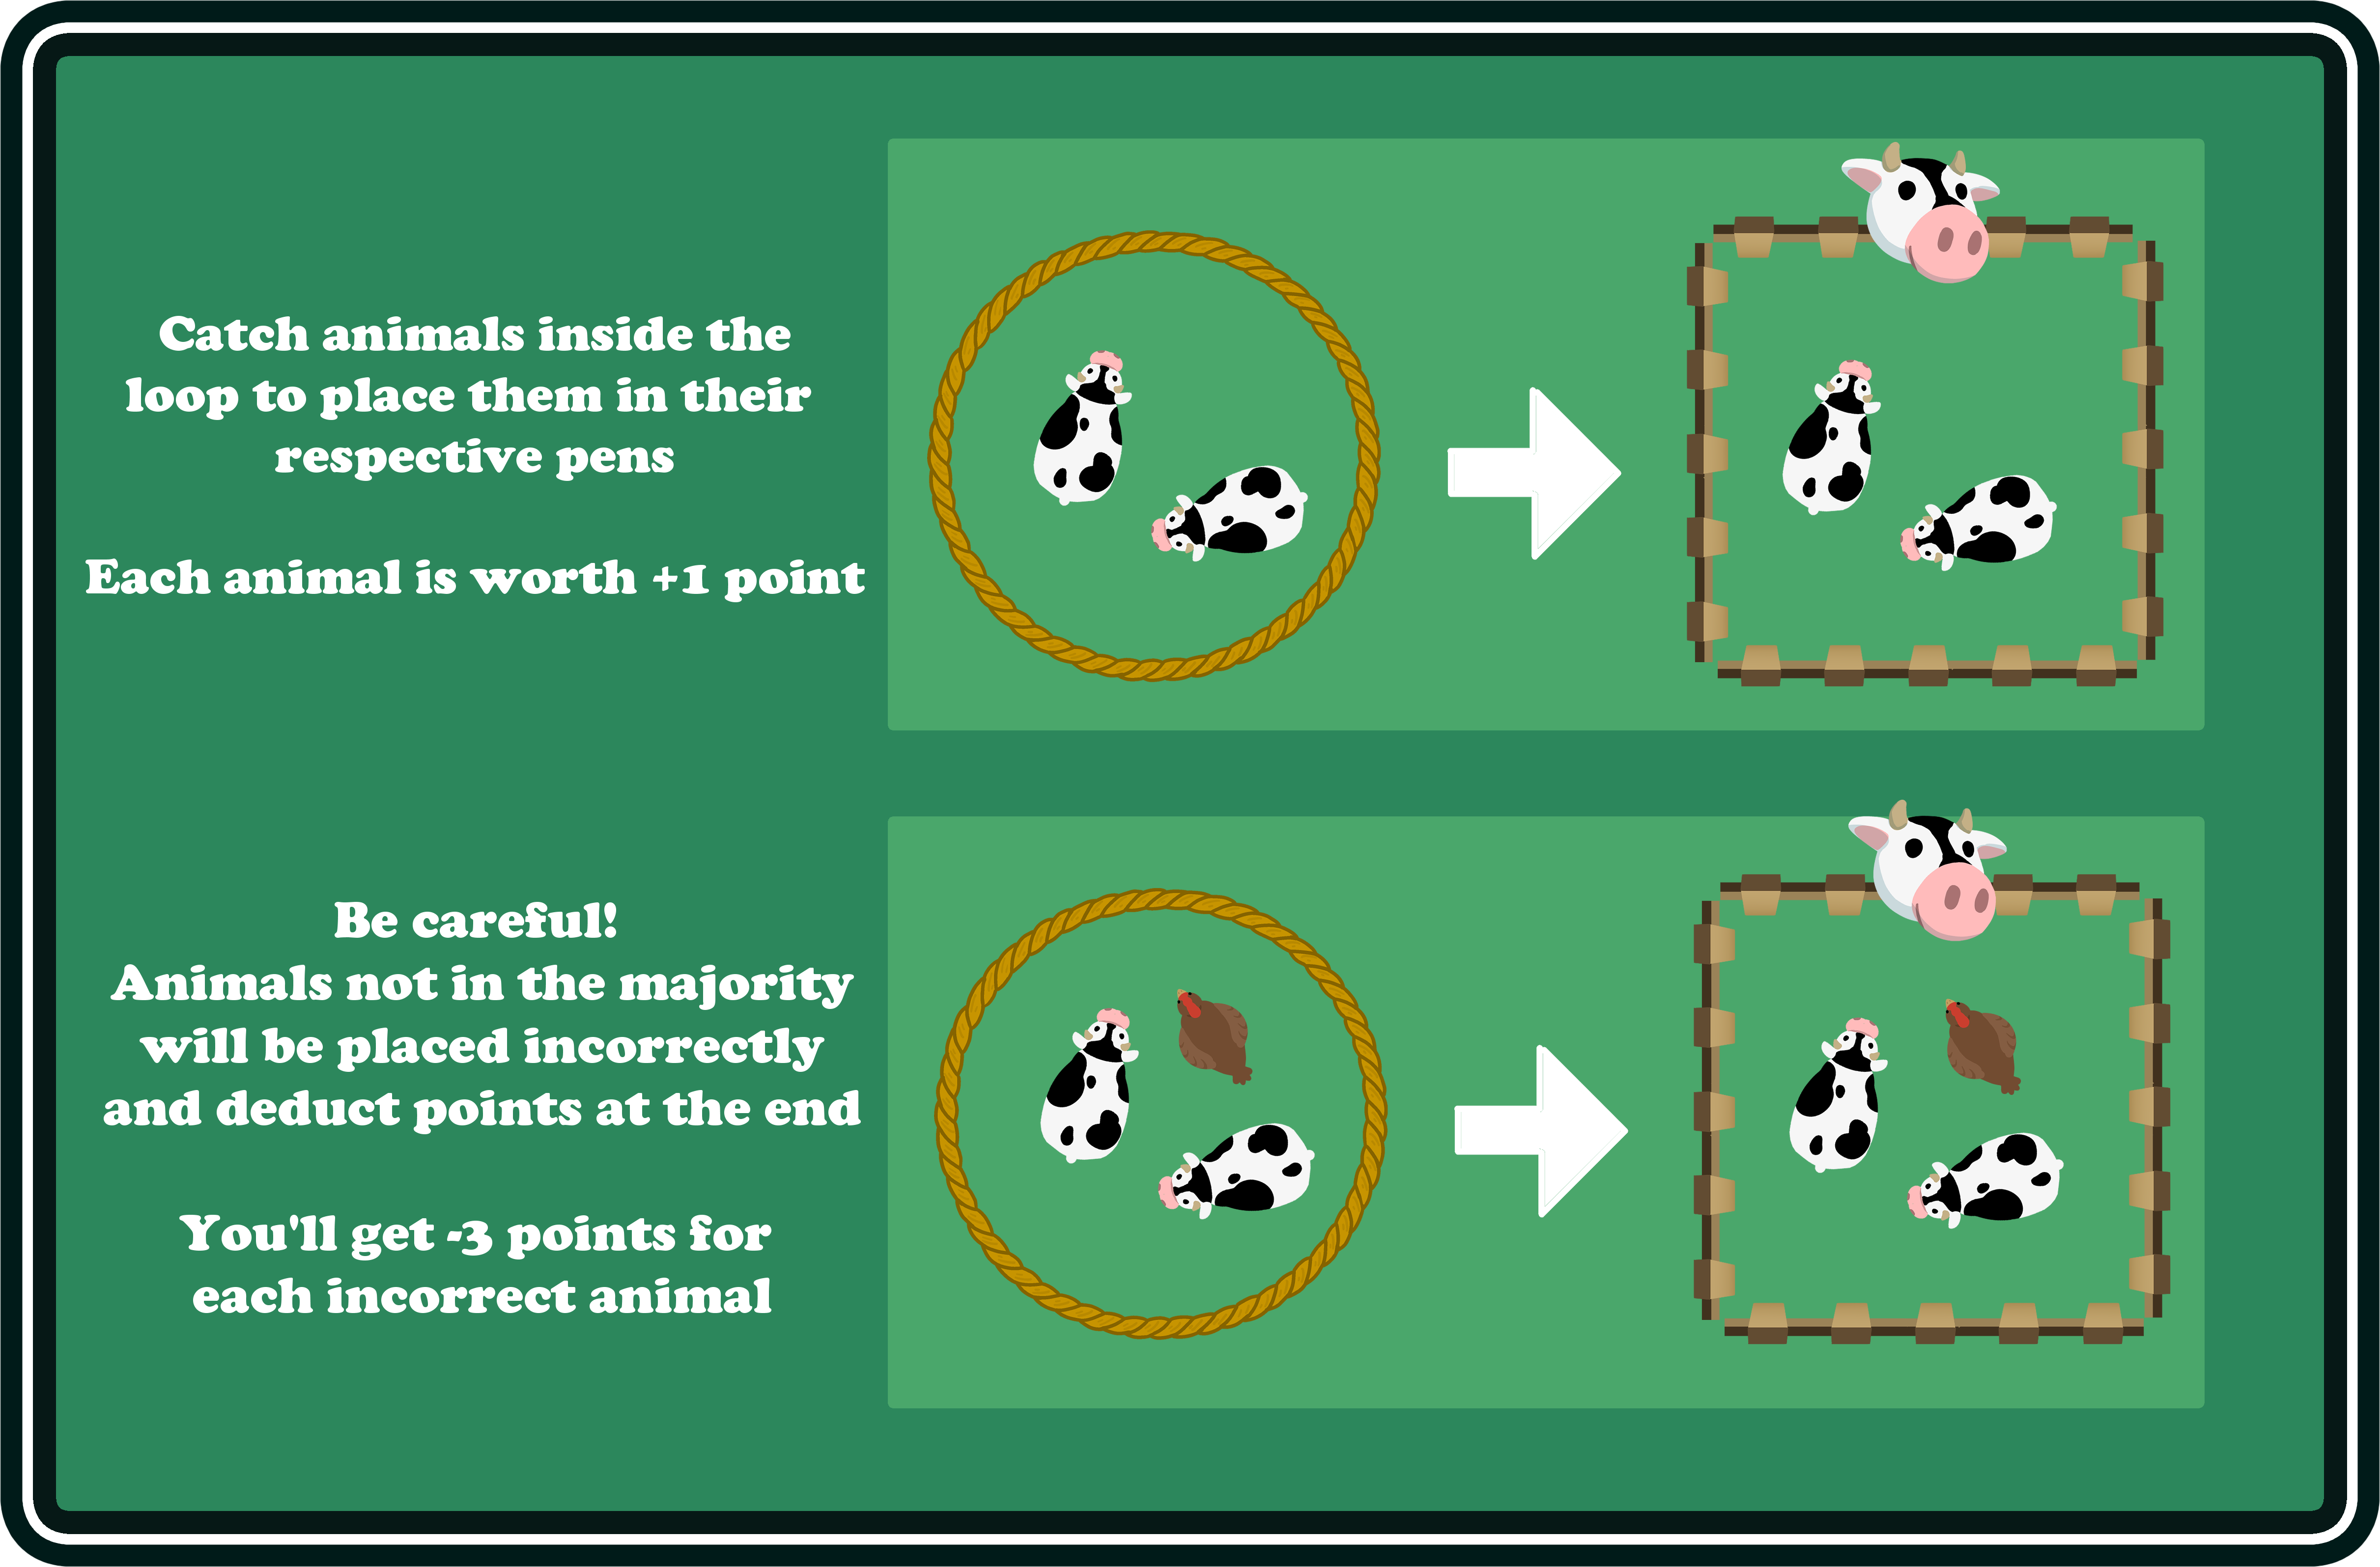 Catch animals inside the
loop to place them in their
respective pens
Each animal is worth +1 point
Be careful!
Animals not in the majority
will be placed incorrectly
and deduct points at the end
You'll get -3 points for
each incorrect animal